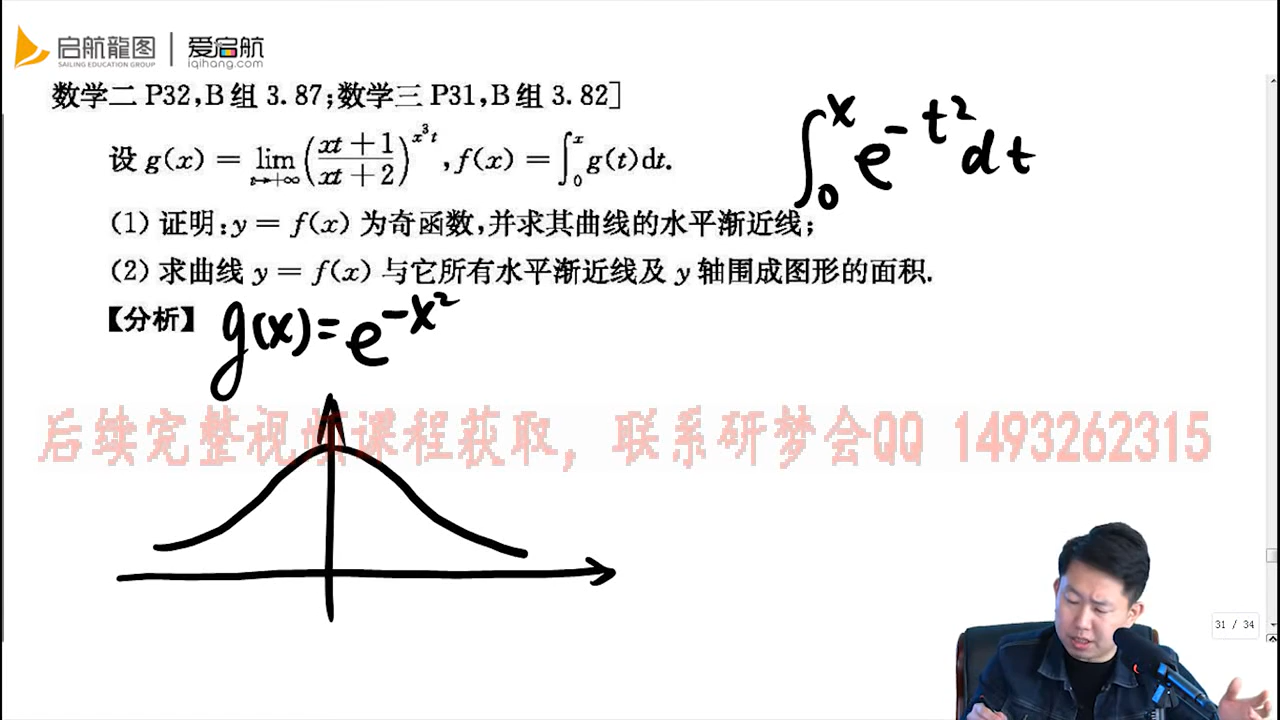 启航龍图 | 爱启航
SAILING EDUCATION GROUP iqihang.com
数学二 P32,B组 3.87;数学三 P31,B组 3.82]
设 g(x) = lim_{t→+∞} ((xt+1)/(xt+2))^{x^3 t}, f(x) = ∫_0^x g(t)dt.
∫_0^x e^{-t^2} dt
(1) 证明:y = f(x) 为奇函数,并求其曲线的水平渐近线;
(2) 求曲线 y = f(x) 与它所有水平渐近线及 y 轴围成图形的面积.
【分析】 g(x)=e^{-x^2}
后续完整视频课程获取，联系研梦会QQ 1493262315
31 / 34